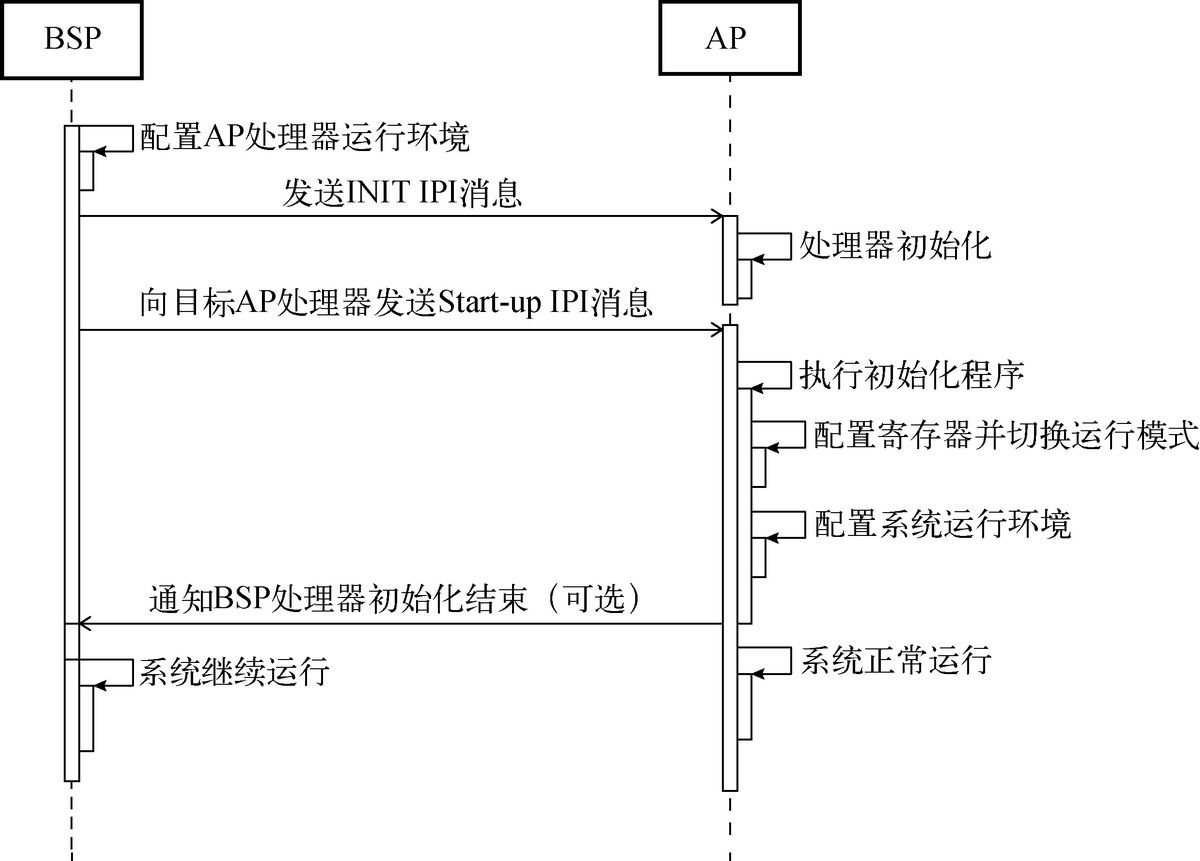 BSP
AP
配置AP处理器运行环境
发送INIT IPI消息
处理器初始化
向目标AP处理器发送Start-up IPI消息
执行初始化程序
配置寄存器并切换运行模式
配置系统运行环境
通知BSP处理器初始化结束（可选）
系统正常运行
系统继续运行